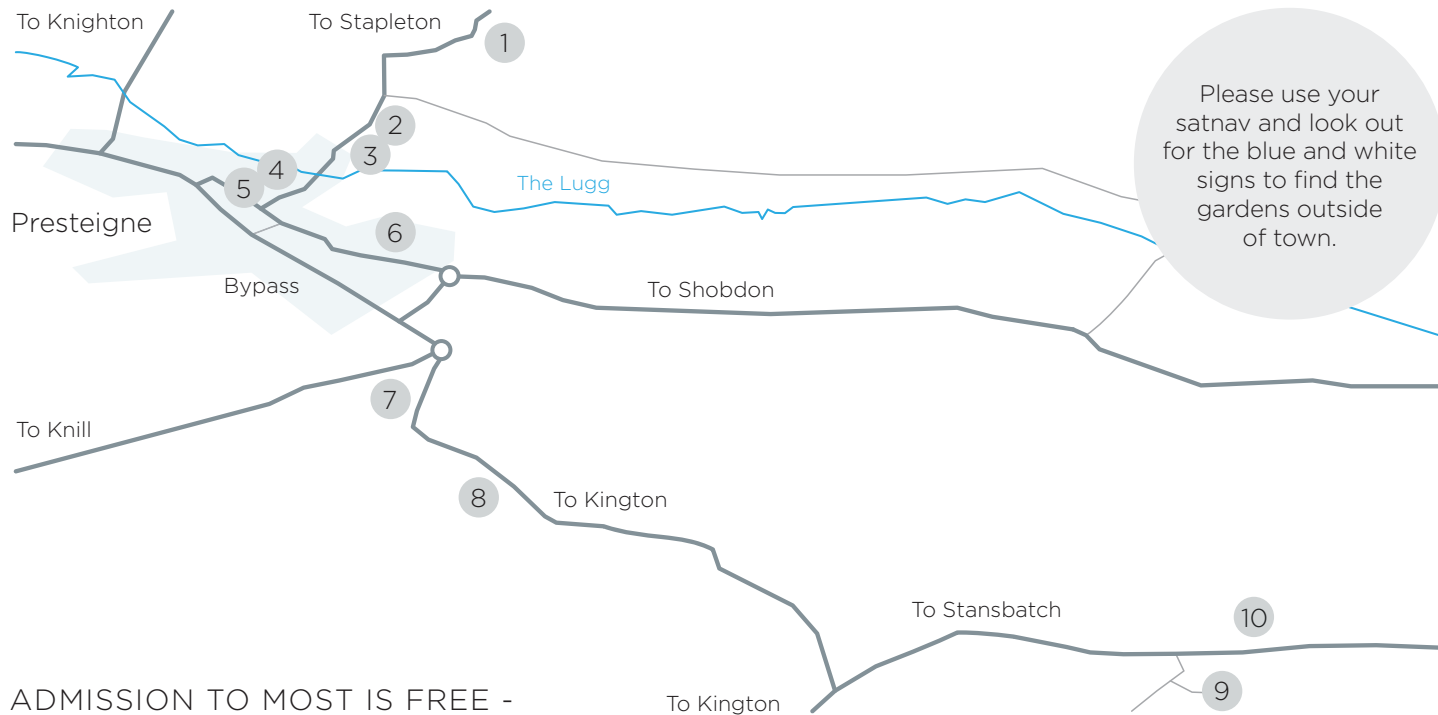 To Knighton
To Stapleton
1
Please use your
satnav and look out
for the blue and white
signs to find the
gardens outside
of town.
2
3
4
5
The Lugg
Presteigne
6
Bypass
To Shobdon
7
To Knill
8
To Kington
To Stansbatch
10
9
ADMISSION TO MOST IS FREE -
To Kington